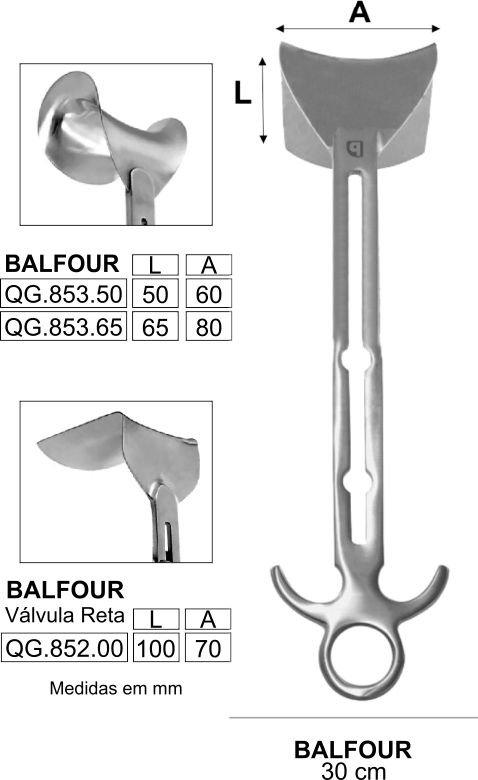 A
L
BALFOUR L A
QG.853.50 50 60
QG.853.65 65 80
BALFOUR
Válvula Reta L A
QG.852.00 100 70
Medidas em mm
BALFOUR
30 cm